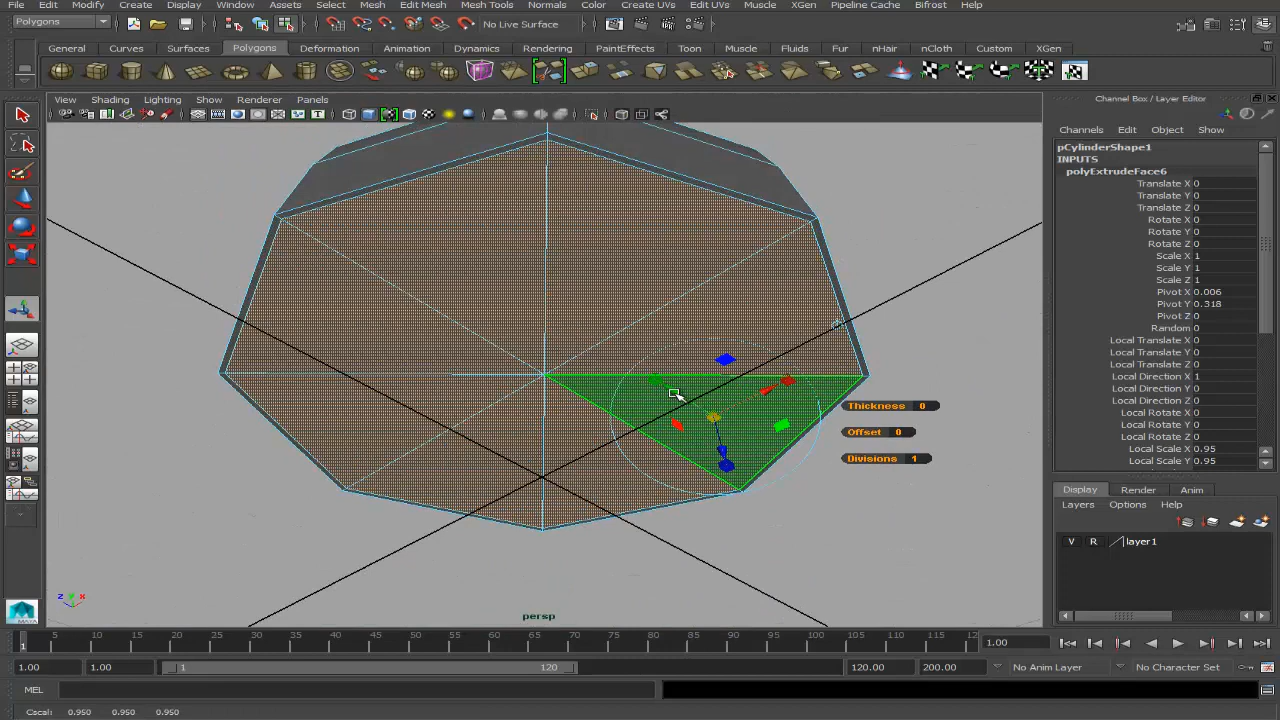 Edit Modify Create Display Window Assets Select Mesh Edit Mesh Mesh Tools Normals Color Create UVs Edit UVs Muscle XGen Pipeline Cache Bifrost Help
Polygons No Live Surface
General Curves Surfaces Polygons Deformation Animation Dynamics Rendering PaintEffects Toon Muscle Fluids Fur nHair nCloth Custom XGen
View Shading Lighting Show Renderer Panels
Channel Box / Layer Editor
Channels Edit Object Show
pCylinderShape1
INPUTS
polyExtrudeFace6
Translate X 0
Translate Y 0
Translate Z 0
Rotate X 0
Rotate Y 0
Rotate Z 0
Scale X 1
Scale Y 1
Scale Z 1
Pivot X 0.006
Pivot Y 0.318
Pivot Z 0
Random 0
Local Translate X 0
Local Translate Y 0
Local Translate Z 0
Local Direction X 1
Local Direction Y 0
Local Direction Z 0
Local Rotate X 0
Local Rotate Y 0
Local Rotate Z 0
Local Scale X 0.95
Local Scale Y 0.95
Thickness 0
Offset 0
Divisions 1
Display Render Anim
Layers Options Help
V R layer1
Z Y X
persp
1 5 10 15 20 25 30 35 40 45 50 55 60 65 70 75 80 85 90 95 100 105 110 115 12
1.00
1.00 1.00 1 120 120.00 200.00 No Anim Layer No Character Set
MEL
Cscale: 0.950 0.950 0.950